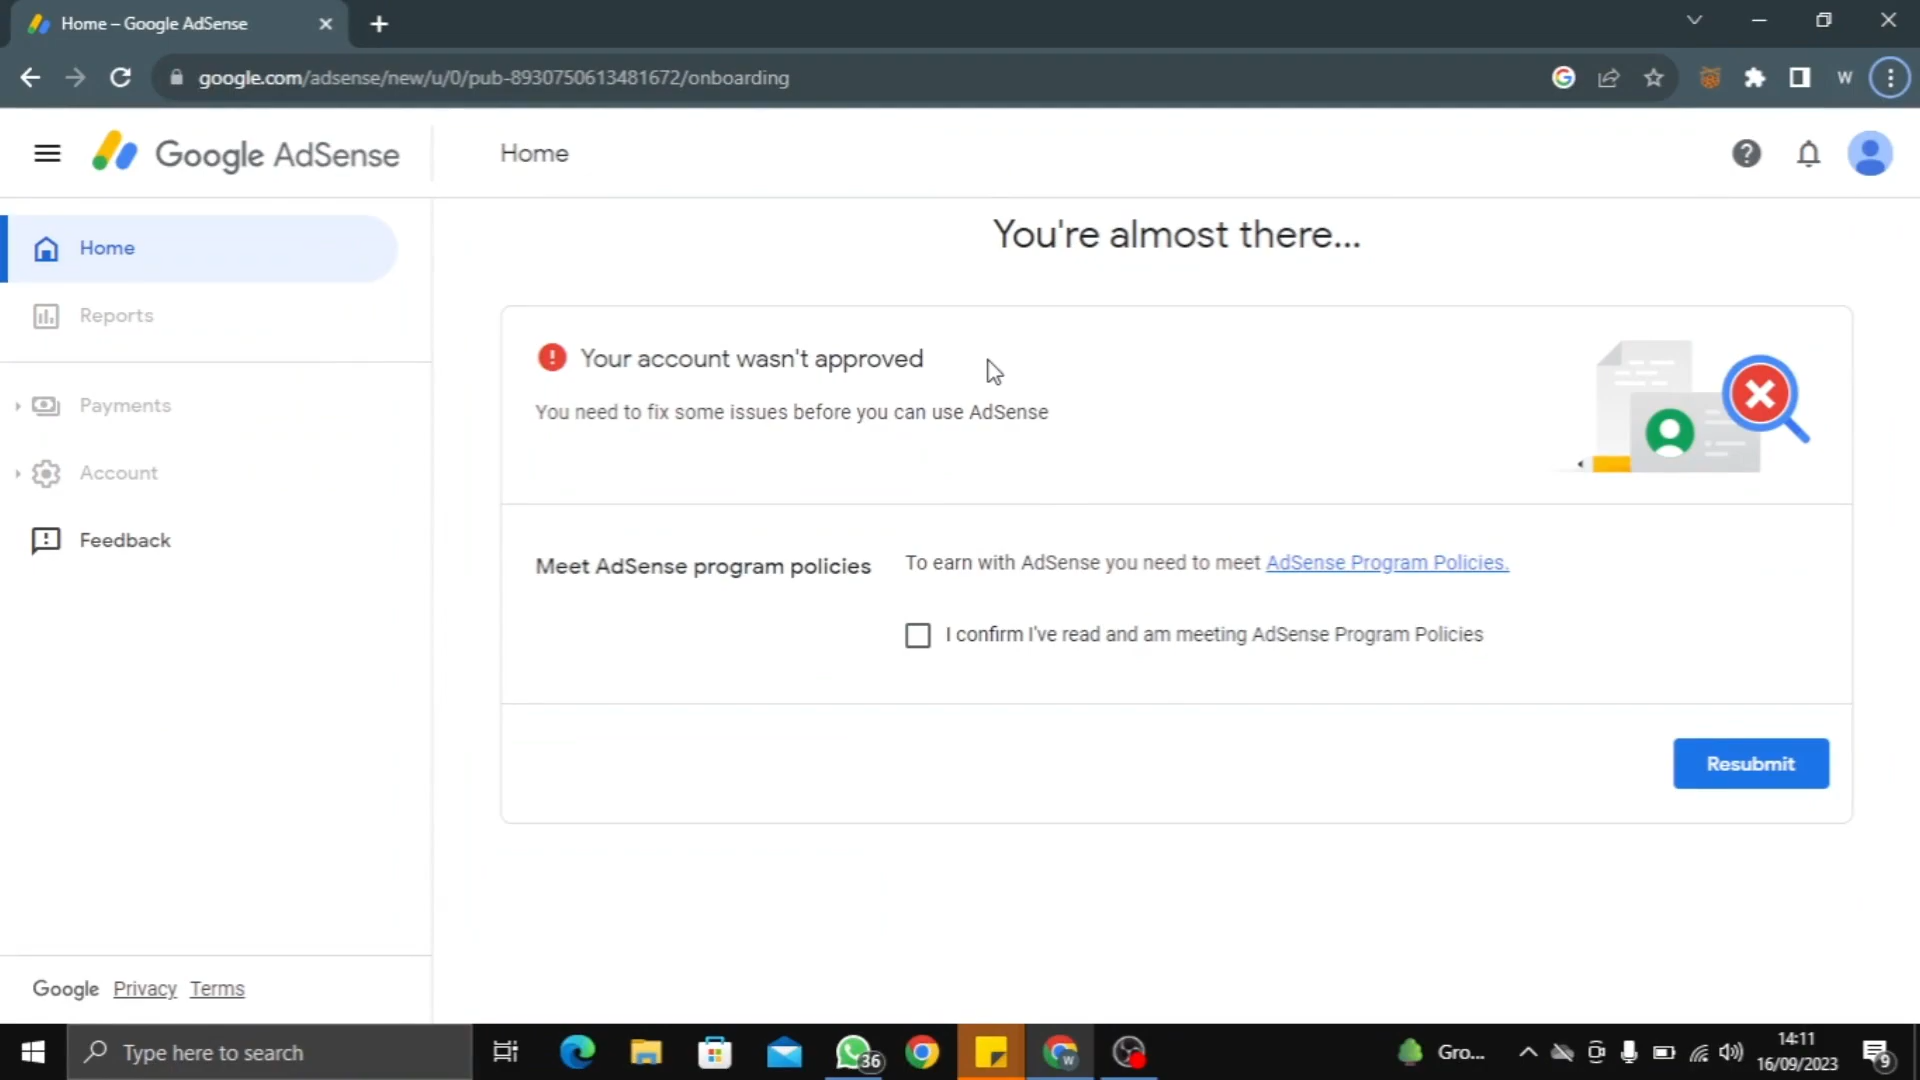 Home – Google AdSense
google.com/adsense/new/u/0/pub-8930750613481672/onboarding
W
Google AdSense
Home
Home
Reports
Payments
Account
Feedback
You're almost there...
Your account wasn't approved
You need to fix some issues before you can use AdSense
Meet AdSense program policies
To earn with AdSense you need to meet AdSense Program Policies.
I confirm I've read and am meeting AdSense Program Policies
Resubmit
Google Privacy Terms
Type here to search
36
W
Gro...
14:11
16/09/2023
9